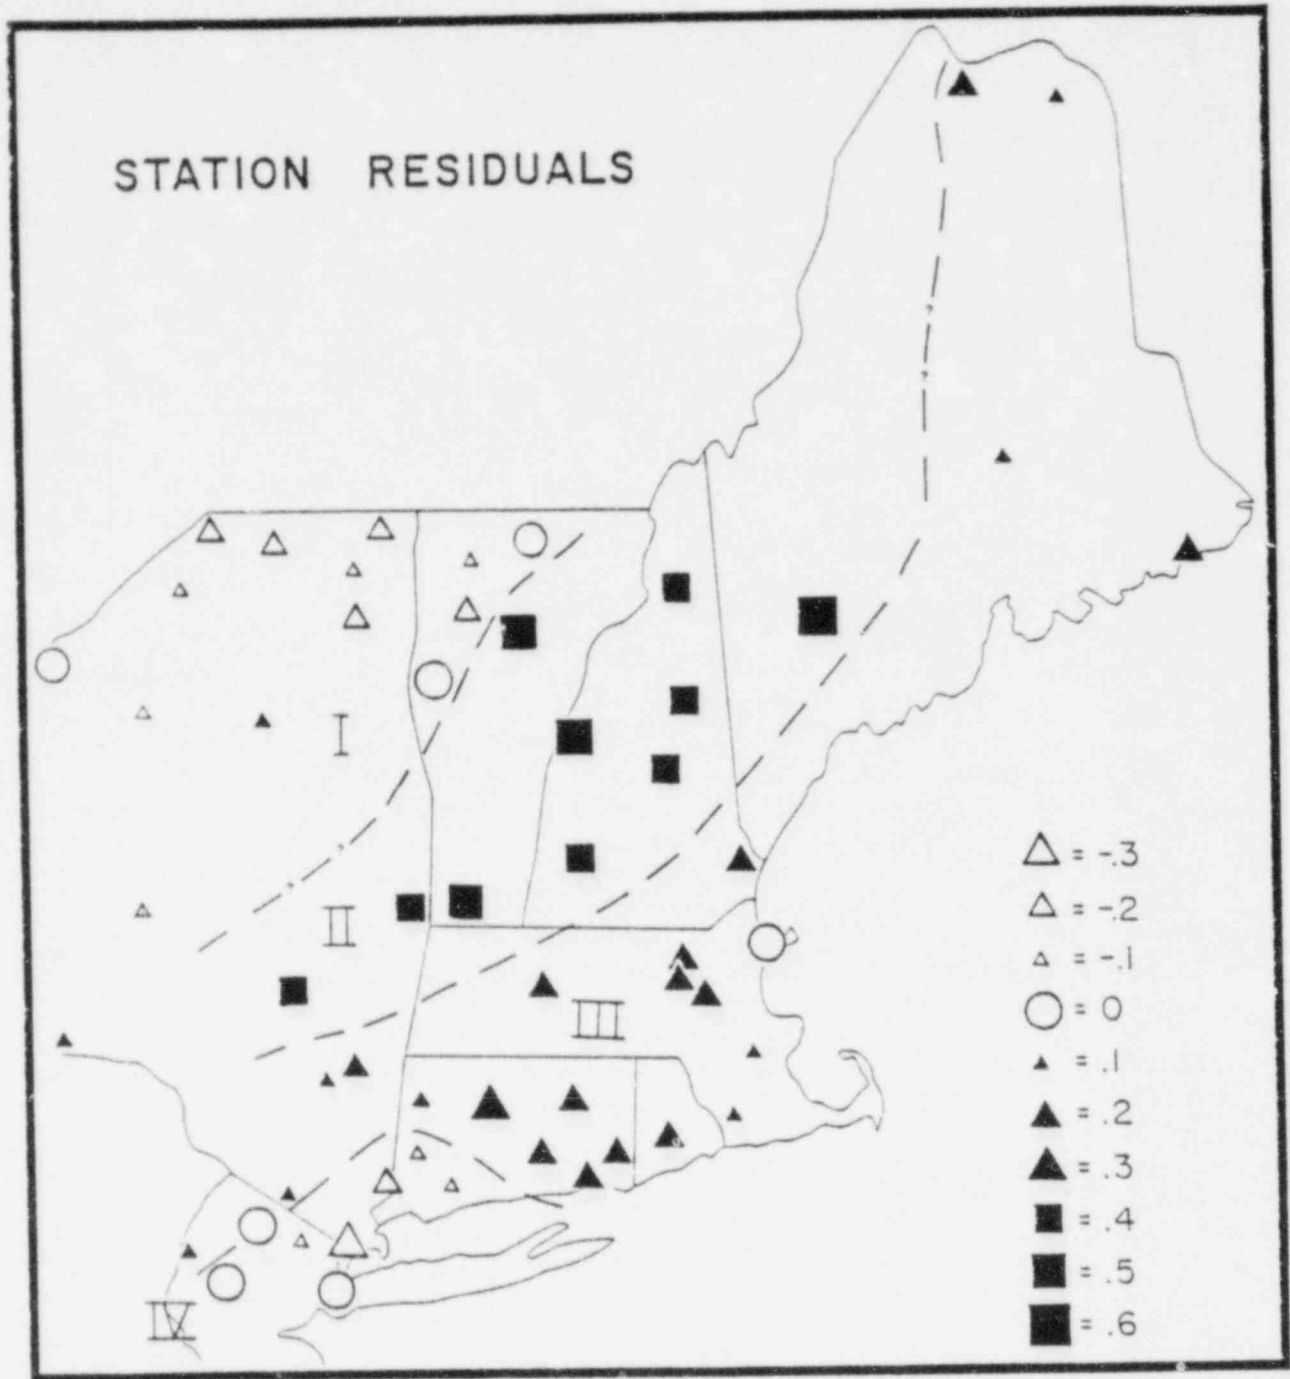 STATION RESIDUALS
I
II
III
IV
= -.3
= -.2
= -.1
= 0
= .1
= .2
= .3
= .4
= .5
= .6